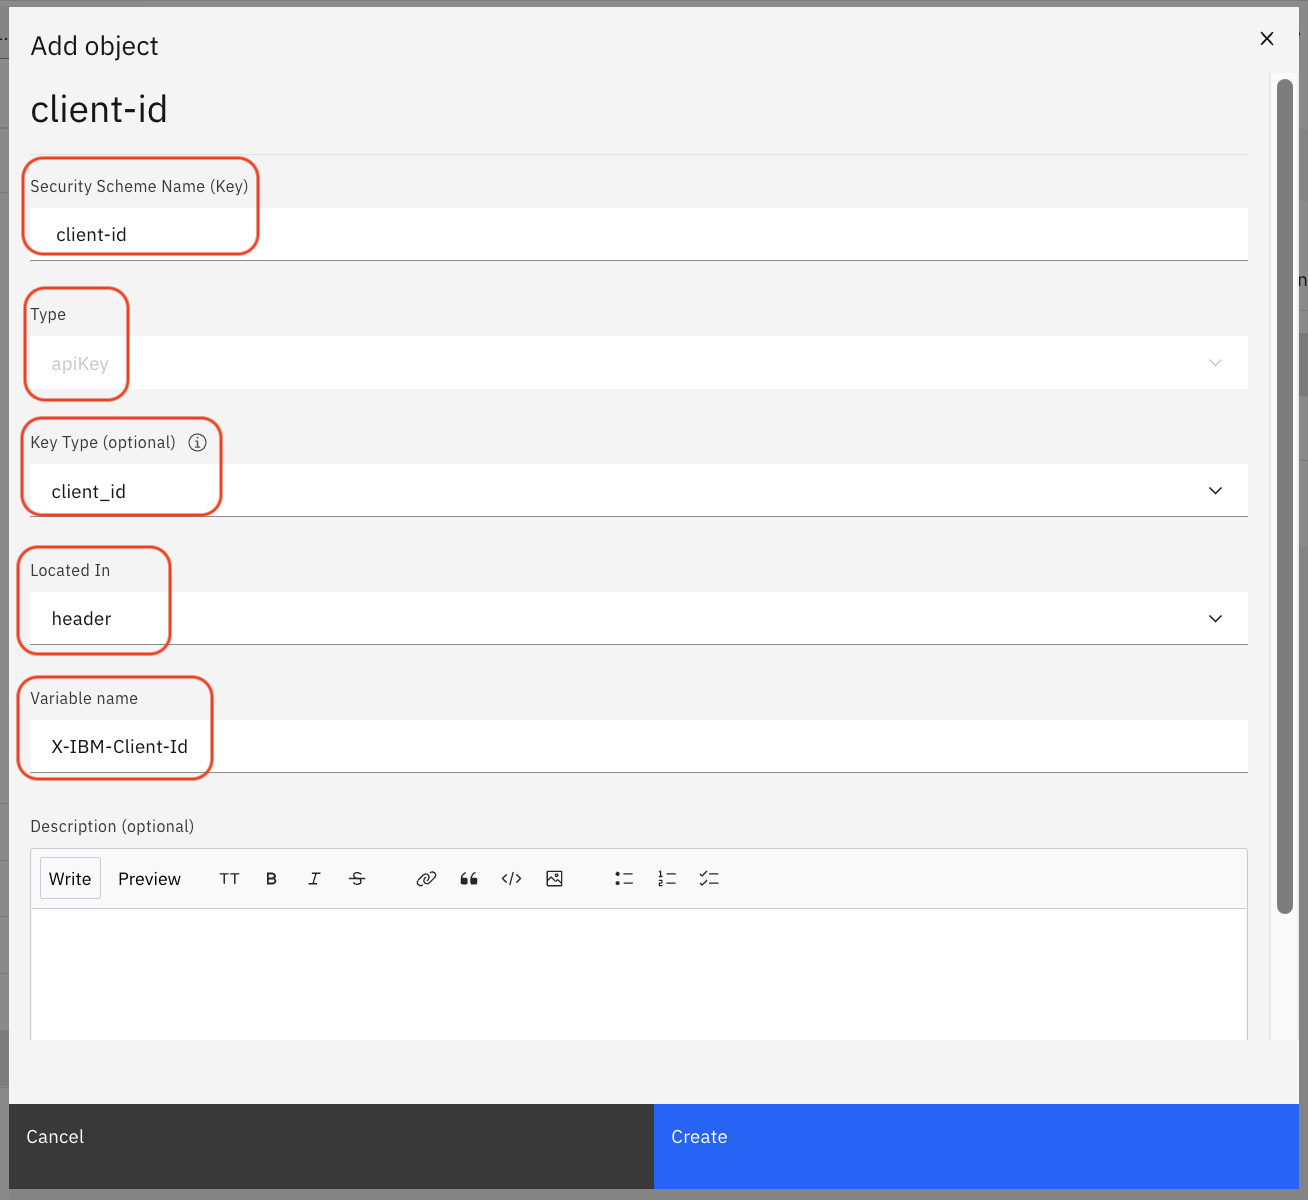 Add object
client-id
Security Scheme Name (Key)
client-id
Type
apiKey
Key Type (optional)
client_id
Located In
header
Variable name
X-IBM-Client-Id
Description (optional)
Write Preview TT B I S
Cancel Create